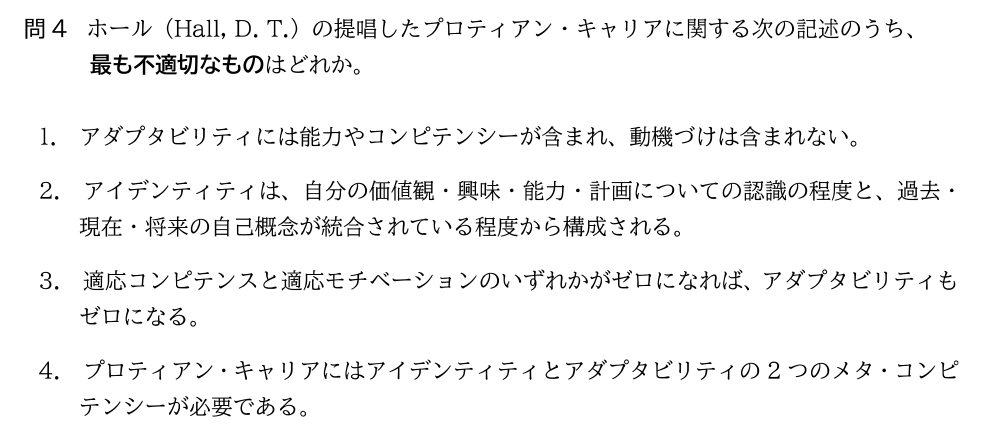 問4 ホール（Hall, D. T.）の提唱したプロティアン・キャリアに関する次の記述のうち、
最も不適切なものはどれか。
1． アダプタビリティには能力やコンピテンシーが含まれ、動機づけは含まれない。
2． アイデンティティは、自分の価値観・興味・能力・計画についての認識の程度と、過去・
現在・将来の自己概念が統合されている程度から構成される。
3． 適応コンピテンスと適応モチベーションのいずれかがゼロになれば、アダプタビリティも
ゼロになる。
4． プロティアン・キャリアにはアイデンティティとアダプタビリティの2つのメタ・コンピ
テンシーが必要である。